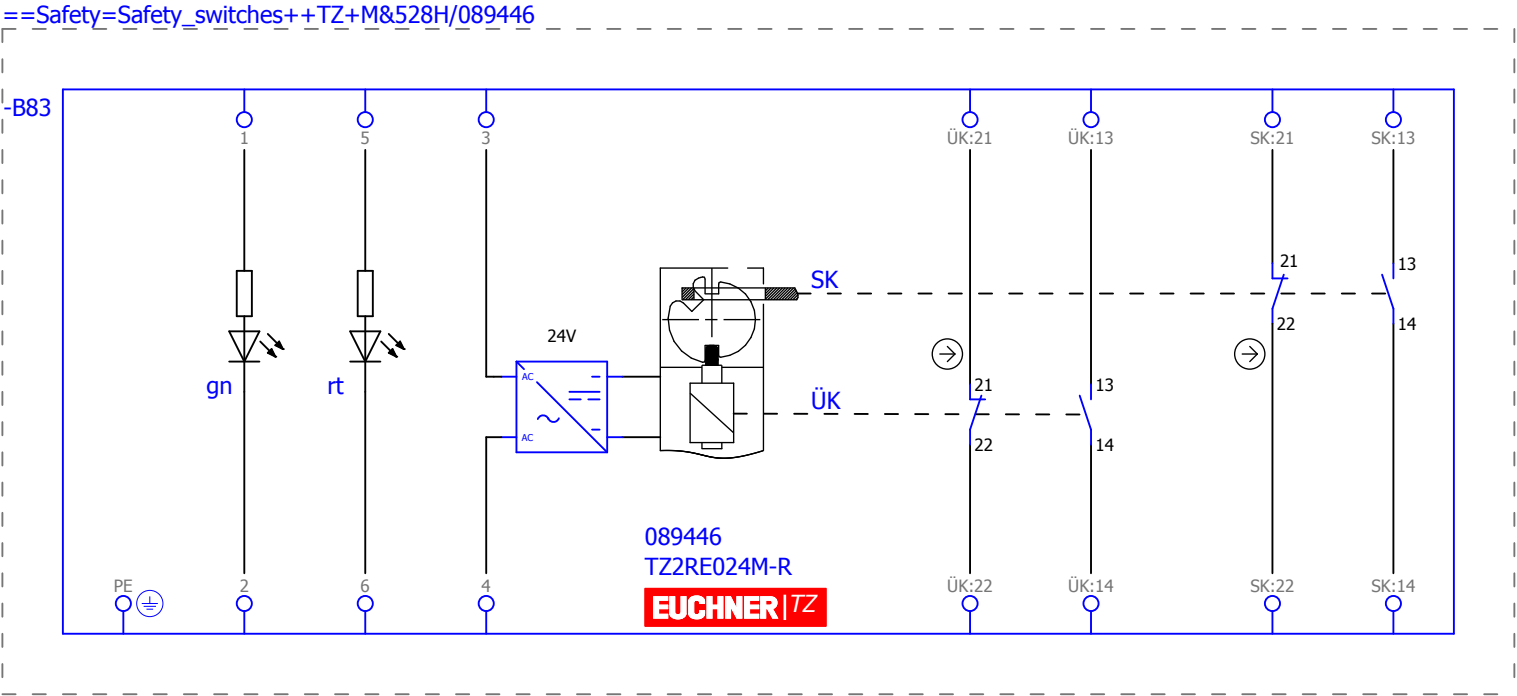 ==Safety=Safety_switches++TZ+M&528H/089446
-B83
1 5 3 ÜK:21 ÜK:13 SK:21 SK:13
SK 21 13
22 14
24V
gn rt AC ÜK 21 13
AC 22 14
089446
TZ2RE024M-R
PE 2 6 4 ÜK:22 ÜK:14 SK:22 SK:14
EUCHNER|TZ